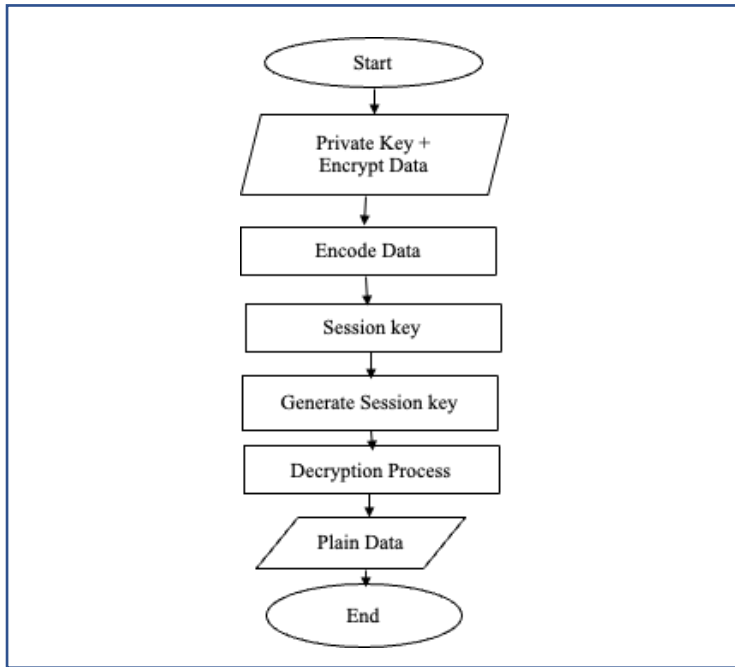 Start
Private Key +
Encrypt Data
Encode Data
Session key
Generate Session key
Decryption Process
Plain Data
End